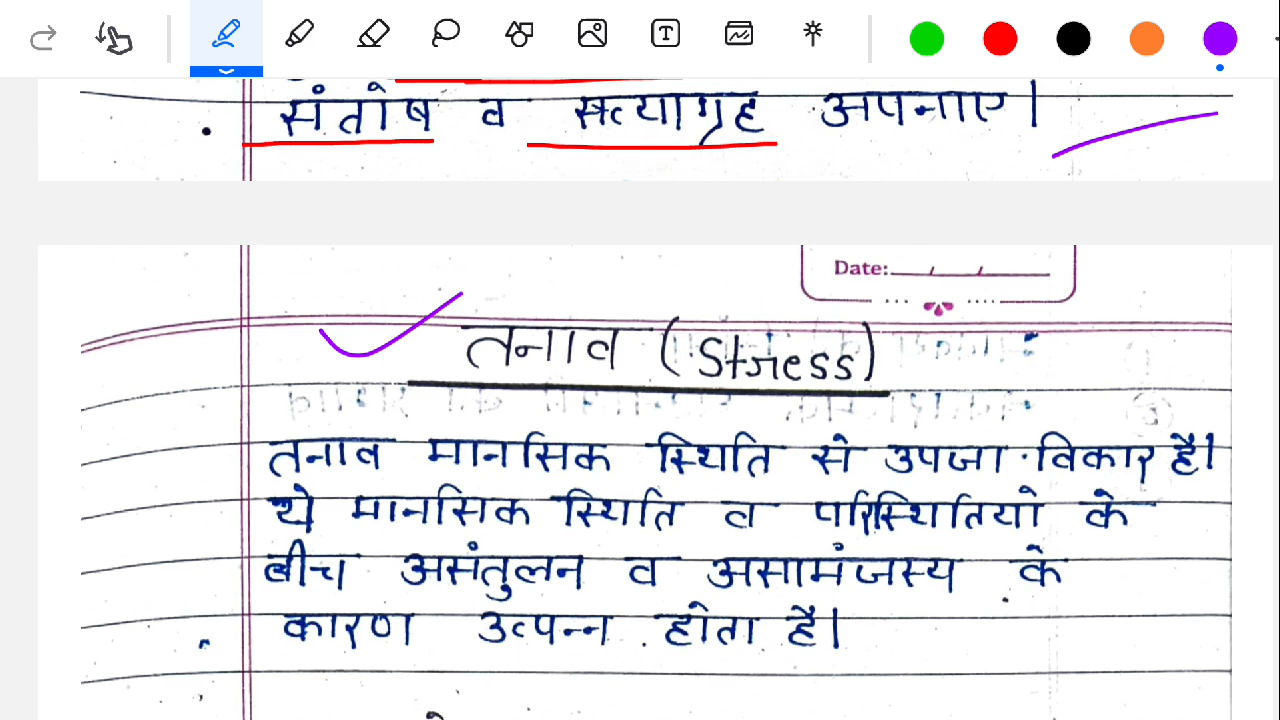 संतोष व सत्याग्रह अपनाए।
Date:
तनाव (Stress)
तनाव मानसिक स्थिति से उपजा विकार है।
ये मानसिक स्थिति व परिस्थितियो के
बीच असंतुलन व असामंजस्य के
कारण उत्पन्न होता है।